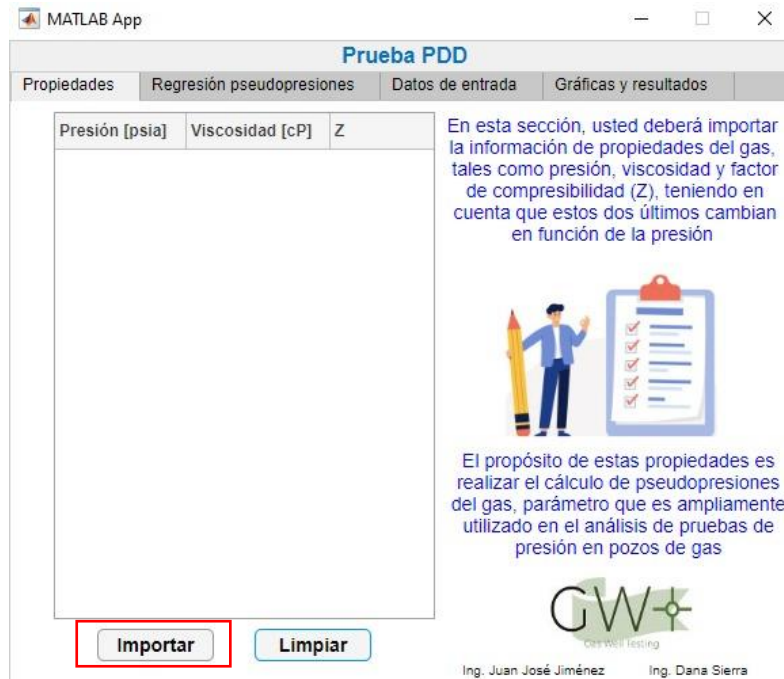 MATLAB App
Prueba PDD
Propiedades Regresión pseudopresiones Datos de entrada Gráficas y resultados
Presión [psia] Viscosidad [cP] Z
En esta sección, usted deberá importar
la información de propiedades del gas,
tales como presión, viscosidad y factor
de compresibilidad (Z), teniendo en
cuenta que estos dos últimos cambian
en función de la presión
El propósito de estas propiedades es
realizar el cálculo de pseudopresiones
del gas, parámetro que es ampliamente
utilizado en el análisis de pruebas de
presión en pozos de gas
GW
Gas Well Testing
Importar Limpiar
Ing. Juan José Jiménez Ing. Dana Sierra